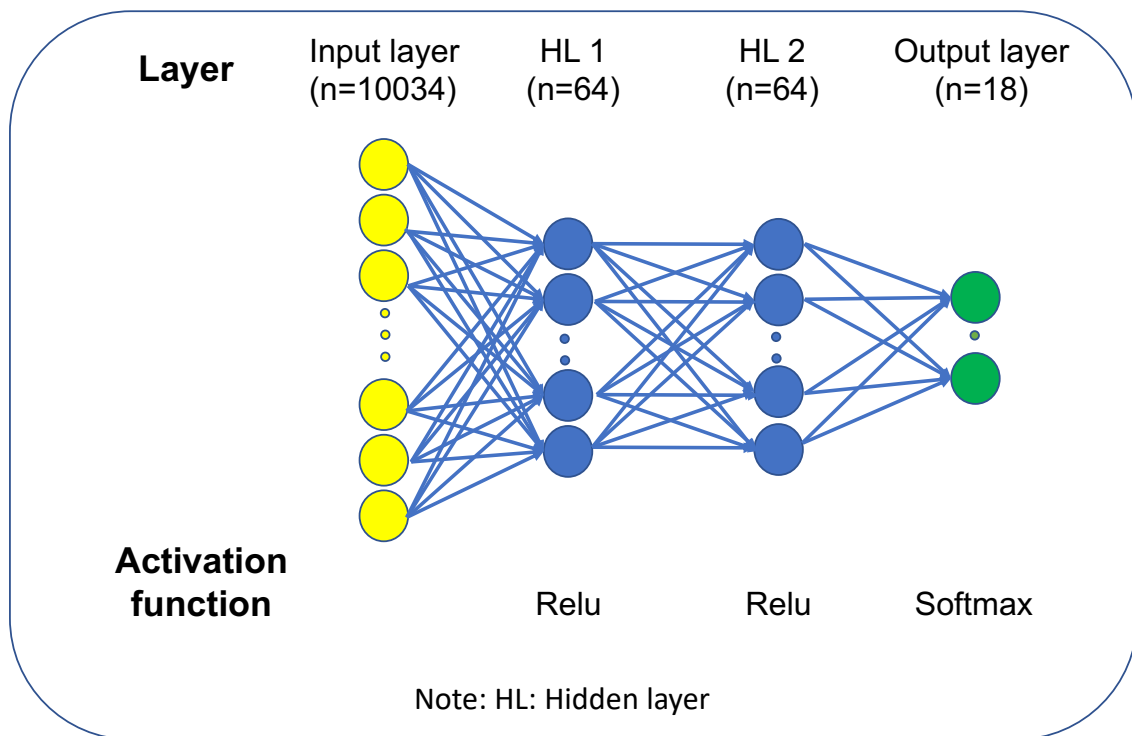 Layer
Input layer
(n=10034)
HL 1
(n=64)
HL 2
(n=64)
Output layer
(n=18)
Activation
function
Relu
Relu
Softmax
Note: HL: Hidden layer